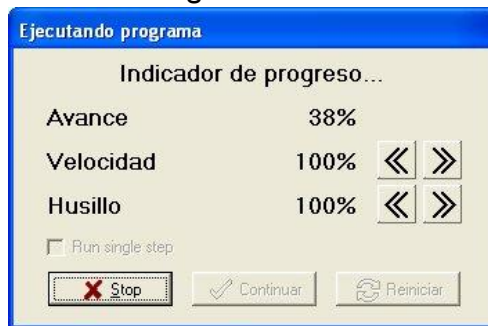 Ejecutando programa
Indicador de progreso...
Avance 38%
Velocidad 100%
Husillo 100%
Run single step
Stop Continuar Reiniciar